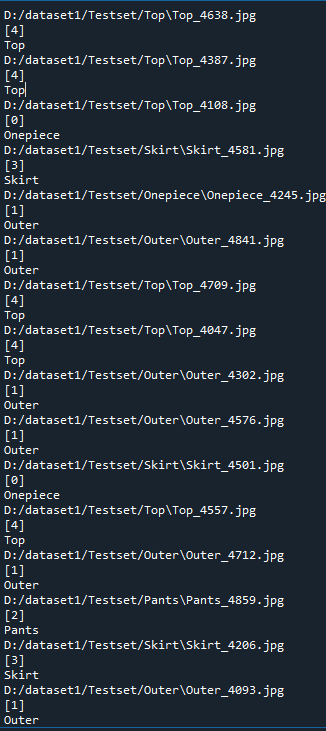 D:/dataset1/Testset/Top\Top_4638.jpg
[4]
Top
D:/dataset1/Testset/Top\Top_4387.jpg
[4]
Top
D:/dataset1/Testset/Top\Top_4108.jpg
[0]
Onepiece
D:/dataset1/Testset/Skirt\Skirt_4581.jpg
[3]
Skirt
D:/dataset1/Testset/Onepiece\Onepiece_4245.jpg
[1]
Outer
D:/dataset1/Testset/Outer\Outer_4841.jpg
[1]
Outer
D:/dataset1/Testset/Top\Top_4709.jpg
[4]
Top
D:/dataset1/Testset/Top\Top_4047.jpg
[4]
Top
D:/dataset1/Testset/Outer\Outer_4302.jpg
[1]
Outer
D:/dataset1/Testset/Outer\Outer_4576.jpg
[1]
Outer
D:/dataset1/Testset/Skirt\Skirt_4501.jpg
[0]
Onepiece
D:/dataset1/Testset/Top\Top_4557.jpg
[4]
Top
D:/dataset1/Testset/Outer\Outer_4712.jpg
[1]
Outer
D:/dataset1/Testset/Pants\Pants_4859.jpg
[2]
Pants
D:/dataset1/Testset/Skirt\Skirt_4206.jpg
[3]
Skirt
D:/dataset1/Testset/Outer\Outer_4093.jpg
[1]
Outer